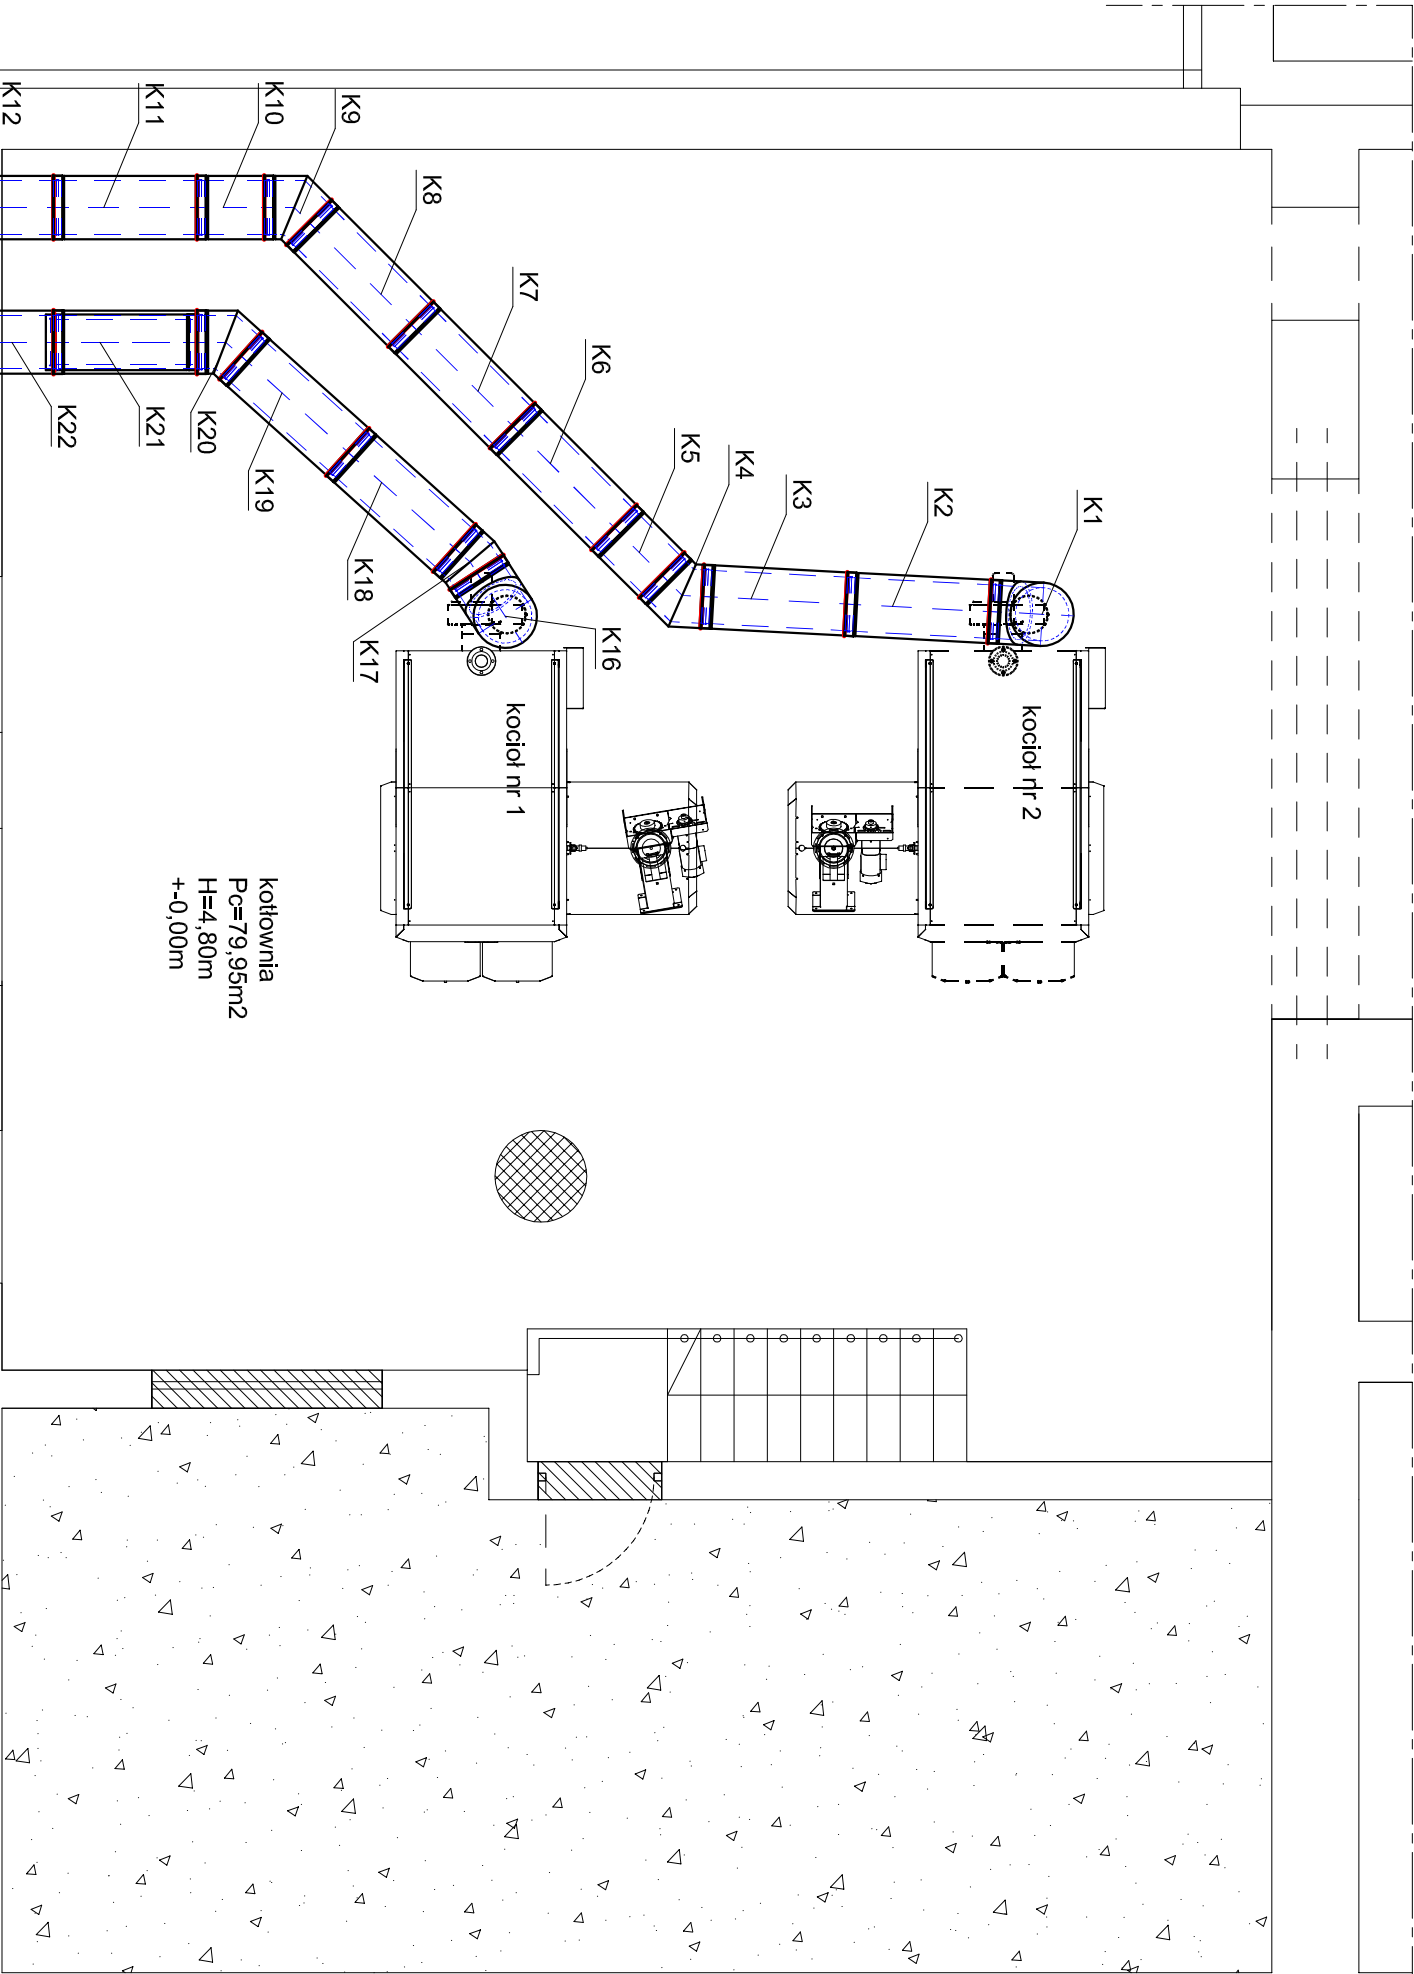 K1
K2
K3
K4
K5
K6
K7
K8
K9
K10
K11
K12
K16
K17
K18
K19
K20
K21
K22
kocioł nr 2
kocioł nr 1
kotłownia
Pc=79,95m2
H=4,80m
+-0,00m